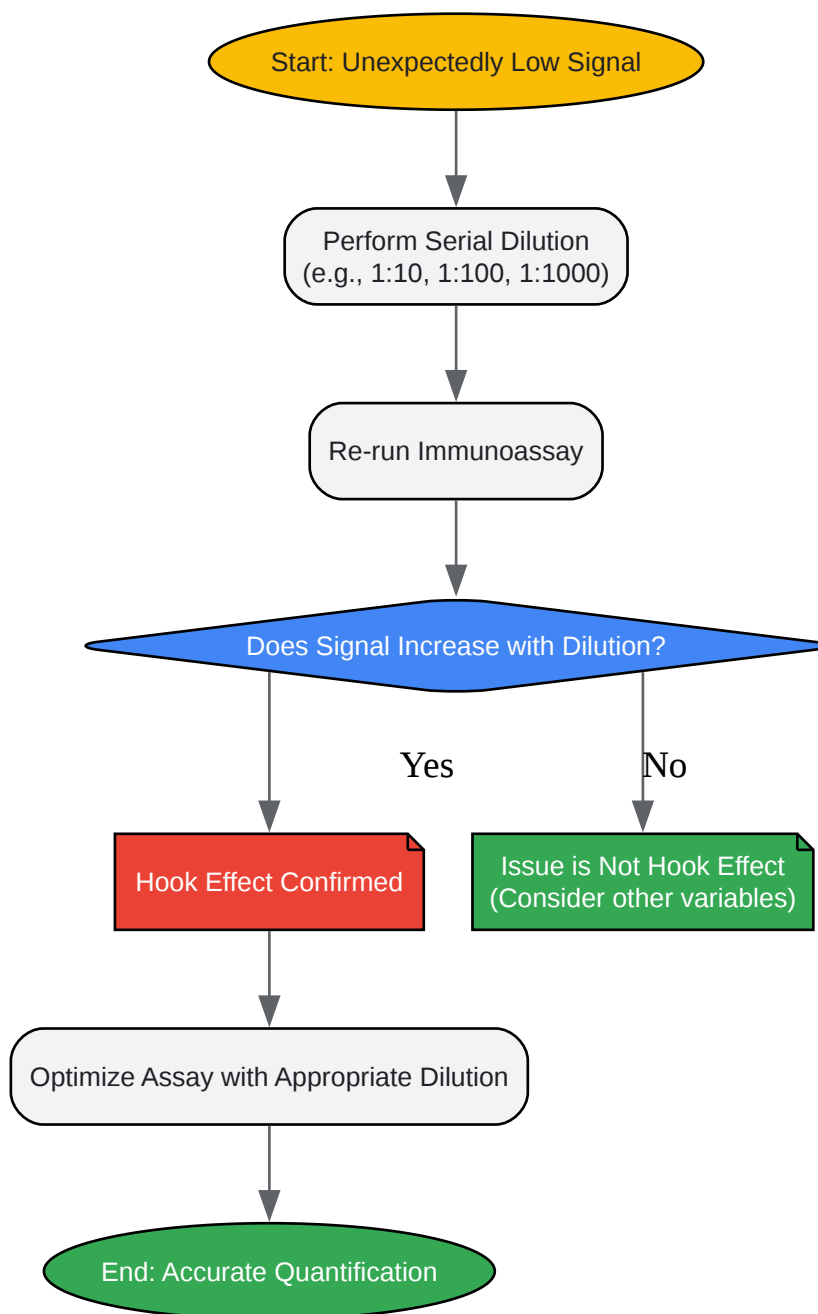 Start: Unexpectedly Low Signal
Perform Serial Dilution
(e.g., 1:10, 1:100, 1:1000)
Re-run Immunoassay
Does Signal Increase with Dilution?
Yes
No
Hook Effect Confirmed
Issue is Not Hook Effect
(Consider other variables)
Optimize Assay with Appropriate Dilution
End: Accurate Quantification